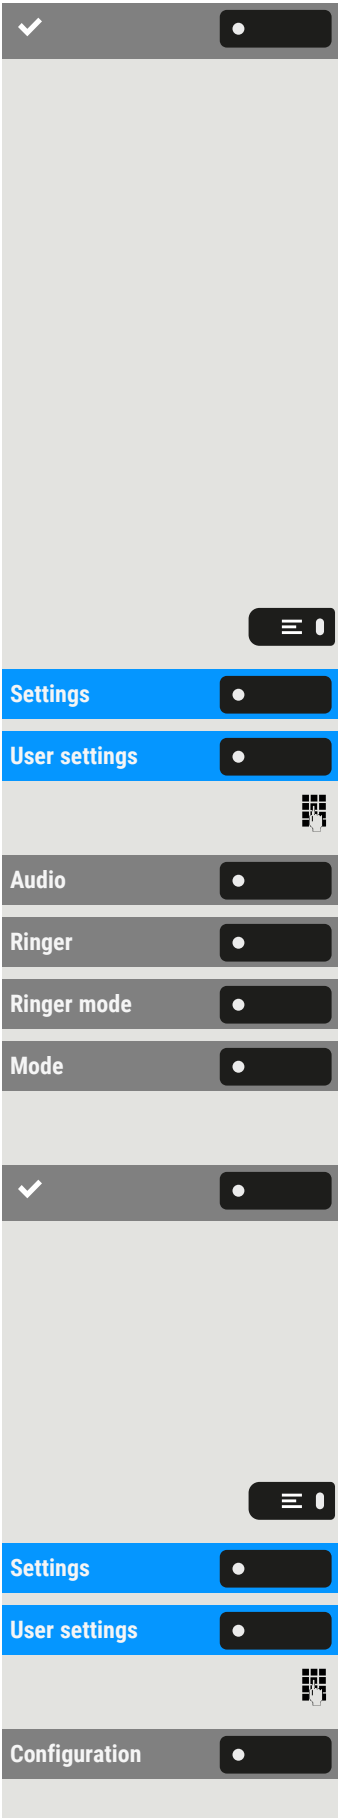 Settings
User settings
Audio
Ringer
Ringer mode
Mode
Settings
User settings
Configuration